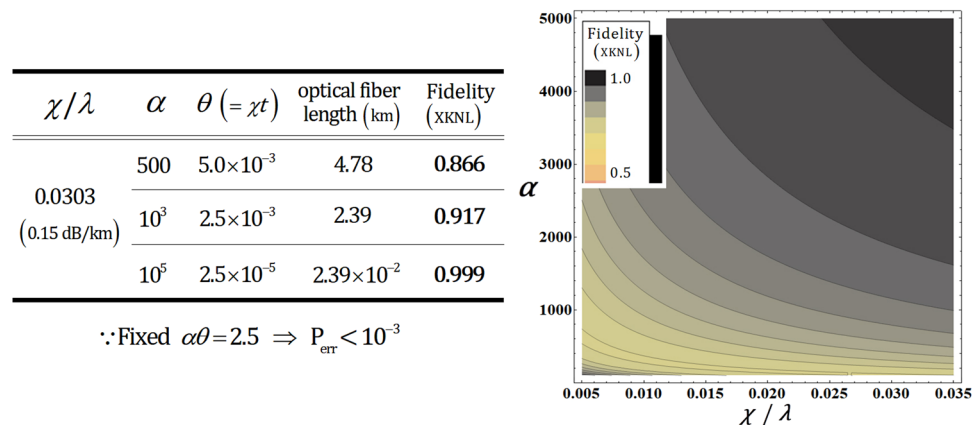 χ/λ α θ (= χt) optical fiber length (km) Fidelity (XKNL)
0.0303 (0.15 dB/km)
500 5.0×10⁻³ 4.78 0.866
10³ 2.5×10⁻³ 2.39 0.917
10⁵ 2.5×10⁻⁵ 2.39×10⁻² 0.999
∵Fixed αθ=2.5 ⇒ P_err < 10⁻³
5000
4000
3000
2000
1000
α
Fidelity
(XKNL)
1.0
0.5
0.005 0.010 0.015 0.020 0.025 0.030 0.035
χ / λ